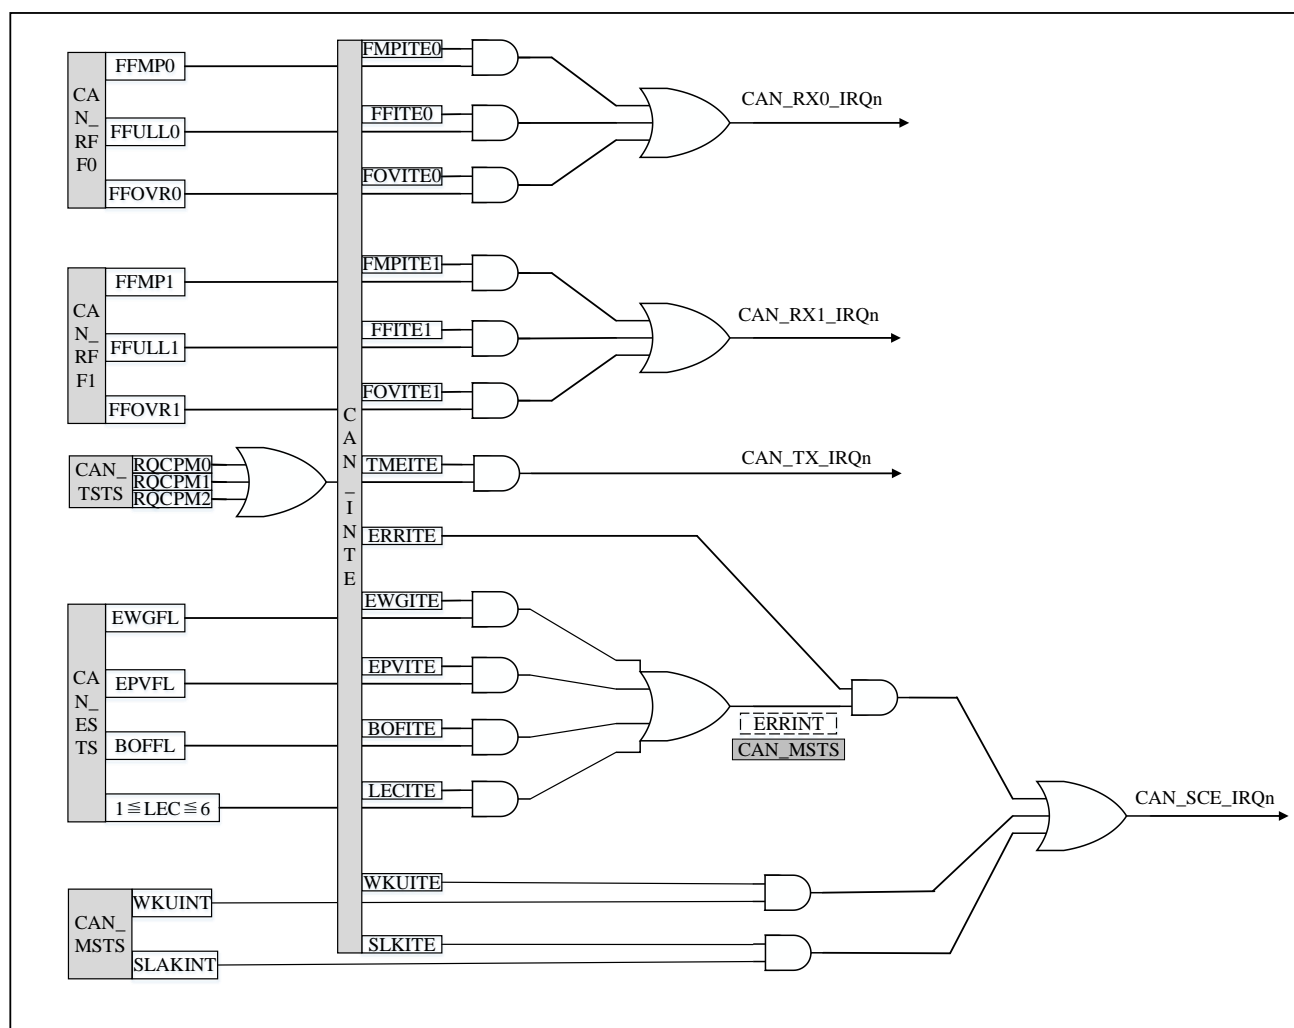 CA
N_
RF
F0
FFMP0
FFULL0
FFOVR0
FMPITE0
FFITE0
FOVITE0
CAN_RX0_IRQn
CA
N_
RF
F1
FFMP1
FFULL1
FFOVR1
FMPITE1
FFITE1
FOVITE1
CAN_RX1_IRQn
C
A
N
_
I
N
T
E
CAN_
TSTS
RQCPM0
RQCPM1
RQCPM2
TMEITE
CAN_TX_IRQn
ERRITE
CA
N_
ES
TS
EWGFL
EPVFL
BOFFL
1≦LEC≦6
EWGITE
EPVITE
BOFITE
LECITE
ERRINT
CAN_MSTS
CAN_SCE_IRQn
CAN_
MSTS
WKUINT
SLAKINT
WKUITE
SLKITE